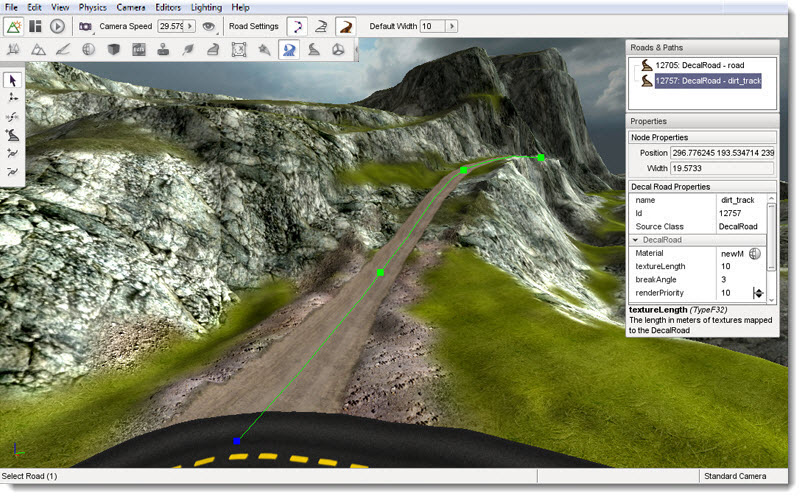 File Edit View Physics Camera Editors Lighting Help
Camera Speed 29.579 Road Settings Default Width 10
Roads & Paths
12705: DecalRoad - road
12757: DecalRoad - dirt_track
Properties
Node Properties
Position 296.776245 193.534714 239
Width 19.5733
Decal Road Properties
name dirt_track
Id 12757
Source Class DecalRoad
DecalRoad
Material newM
textureLength 10
breakAngle 3
renderPriority 10
textureLength (TypeF32)
The length in meters of textures mapped
to the DecalRoad
Select Road (1) Standard Camera